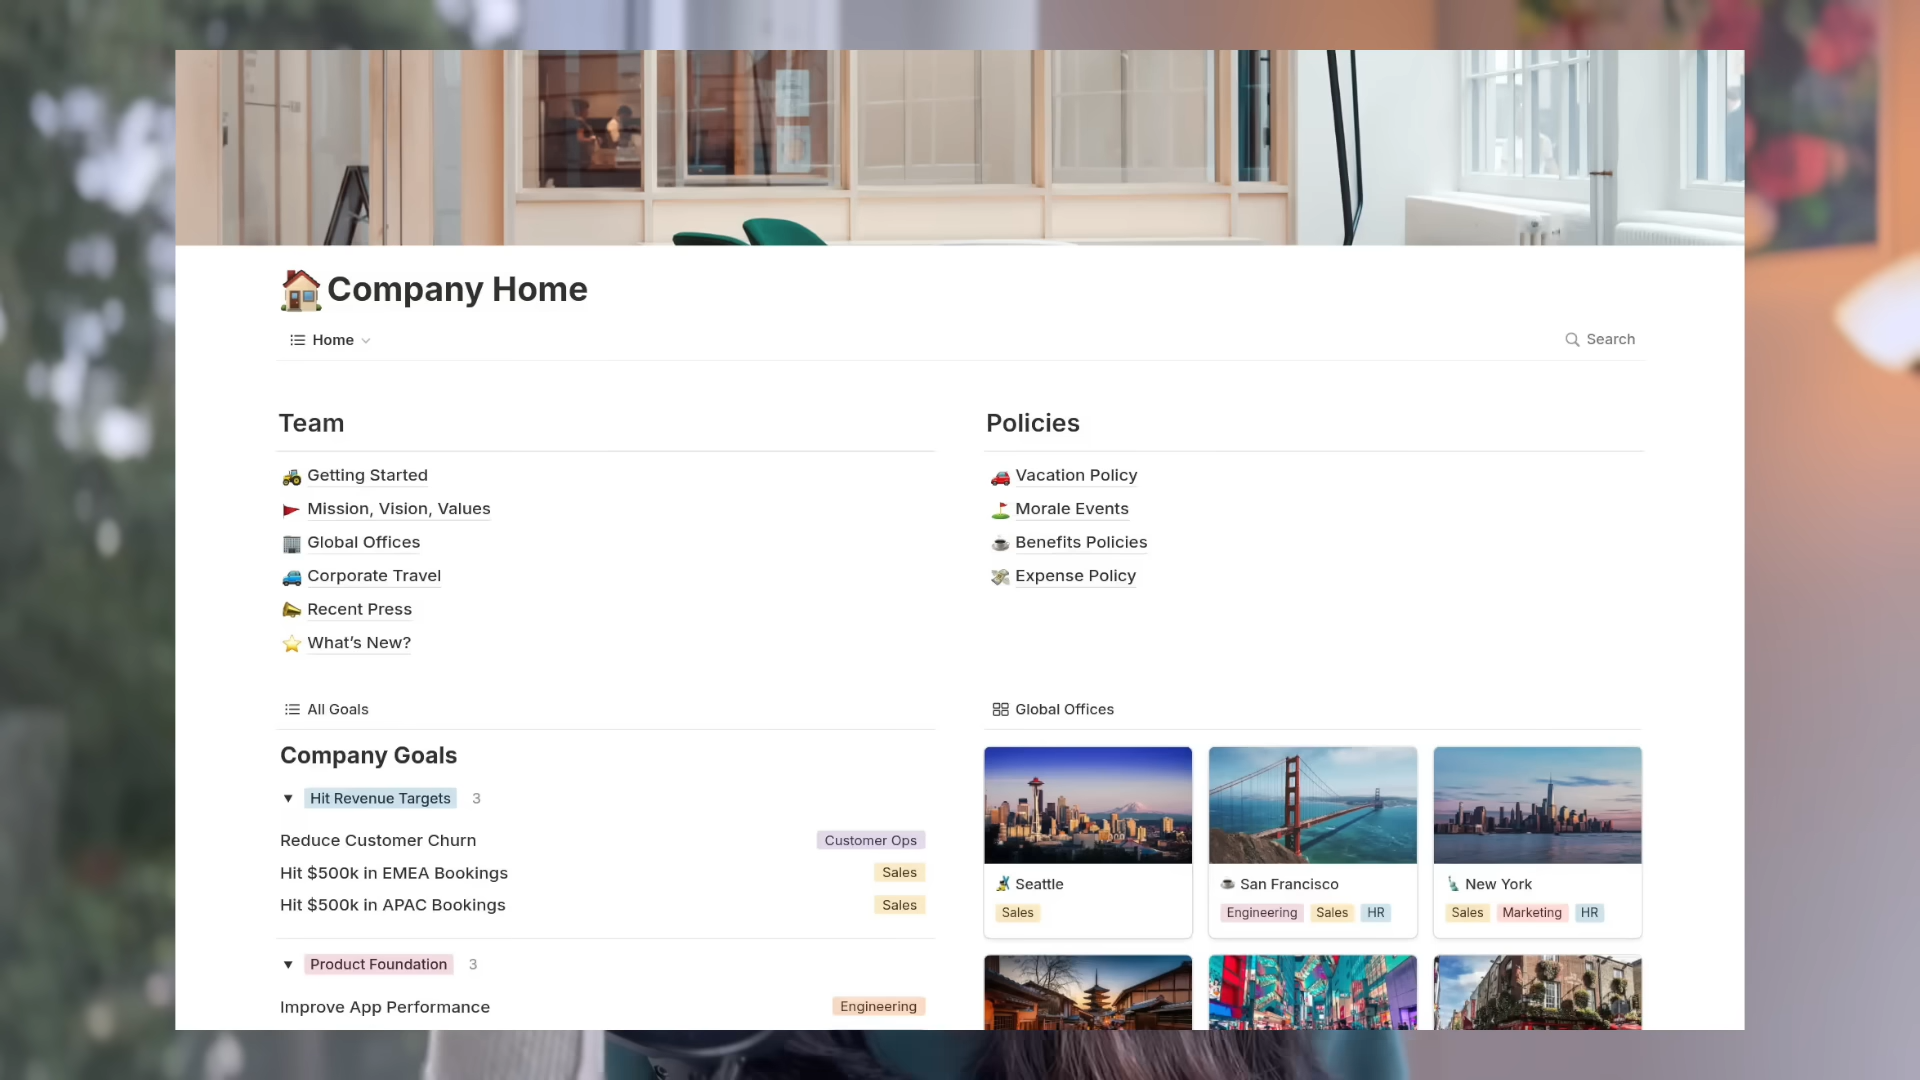 Company Home
Home
Search
Team
Getting Started
Mission, Vision, Values
Global Offices
Corporate Travel
Recent Press
What’s New?
Policies
Vacation Policy
Morale Events
Benefits Policies
Expense Policy
All Goals
Company Goals
Hit Revenue Targets 3
Reduce Customer Churn Customer Ops
Hit $500k in EMEA Bookings Sales
Hit $500k in APAC Bookings Sales
Product Foundation 3
Improve App Performance Engineering
Global Offices
Seattle
Sales
San Francisco
Engineering Sales HR
New York
Sales Marketing HR